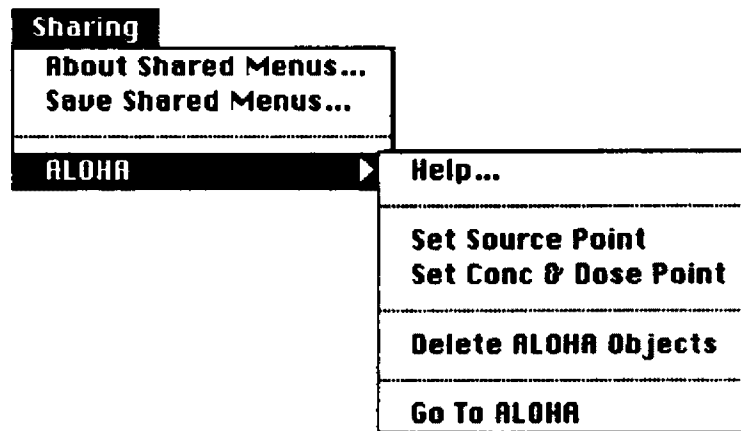 Sharing
About Shared Menus...
Save Shared Menus...
ALOHA
Help...
Set Source Point
Set Conc & Dose Point
Delete ALOHA Objects
Go To ALOHA